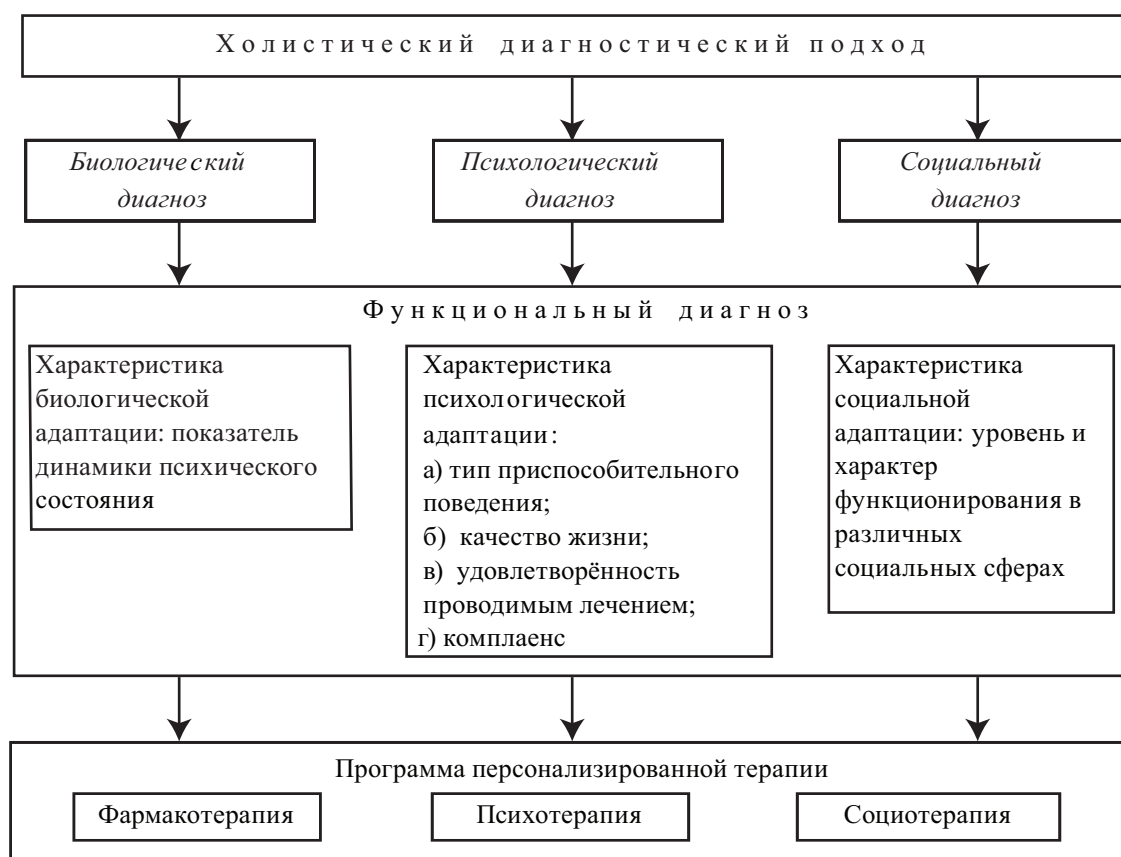 Холистический диагностический подход
Биологический
диагноз
Психологический
диагноз
Социальный
диагноз
Функциональный диагноз
Характеристика
биологической
адаптации: показатель
динамики психического
состояния
Характеристика
психологической
адаптации:
а) тип приспособительного
поведения;
б) качество жизни;
в) удовлетворённость
проводимым лечением;
г) комплаенс
Характеристика
социальной
адаптации: уровень и
характер
функционирования в
различных
социальных сферах
Программа персонализированной терапии
Фармакотерапия
Психотерапия
Социотерапия